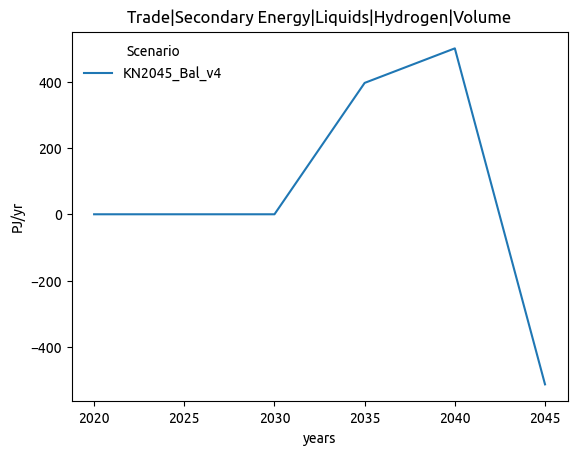 Trade|Secondary Energy|Liquids|Hydrogen|Volume
Scenario
KN2045_Bal_v4
400
200
0
−200
−400
PJ/yr
2020 2025 2030 2035 2040 2045
years